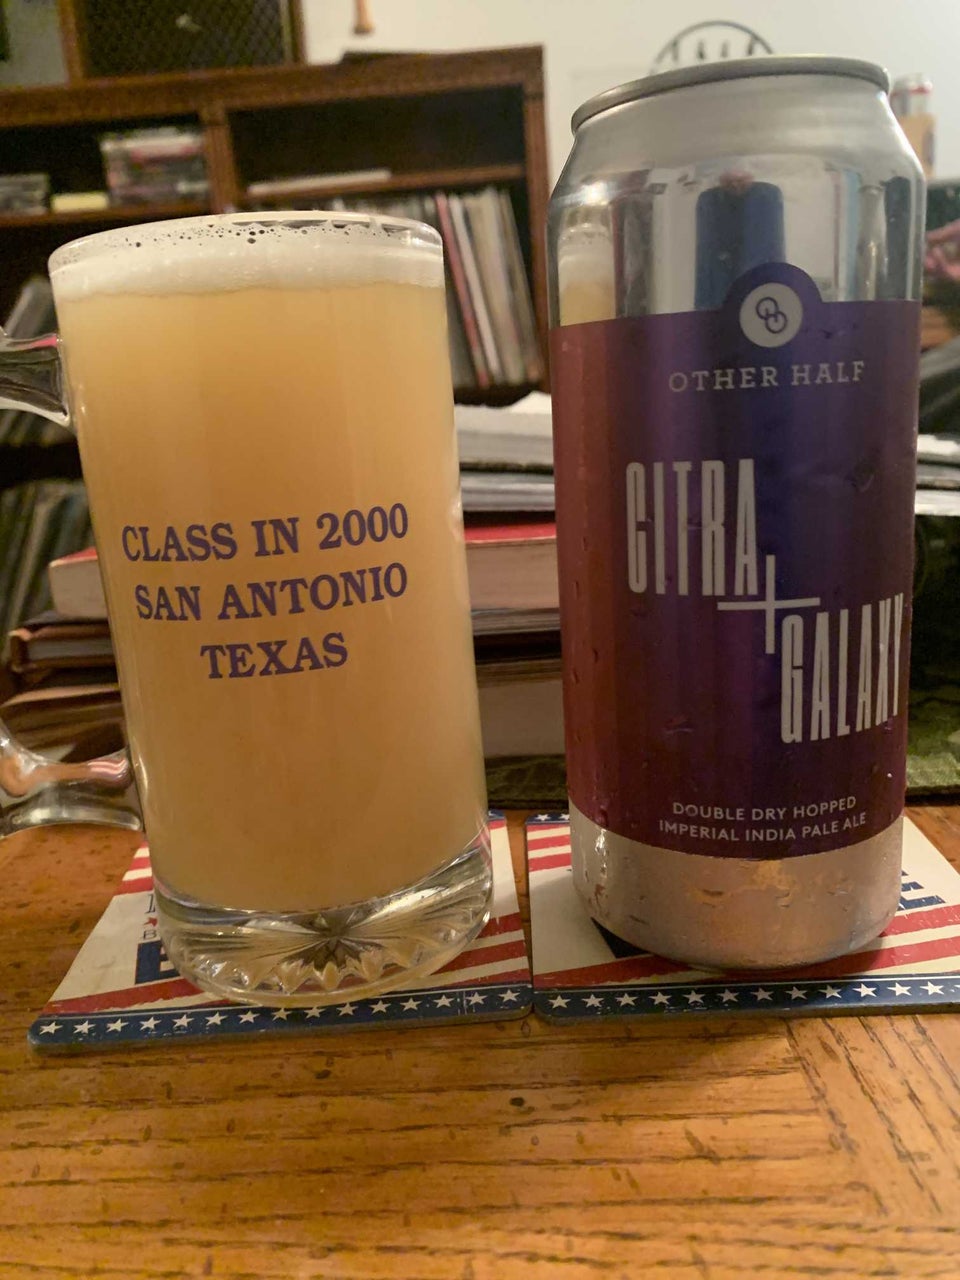 CLASS IN 2000
SAN ANTONIO
TEXAS
OTHER HALF
CITRA
+
GALAXY
DOUBLE DRY HOPPED
IMPERIAL INDIA PALE ALE